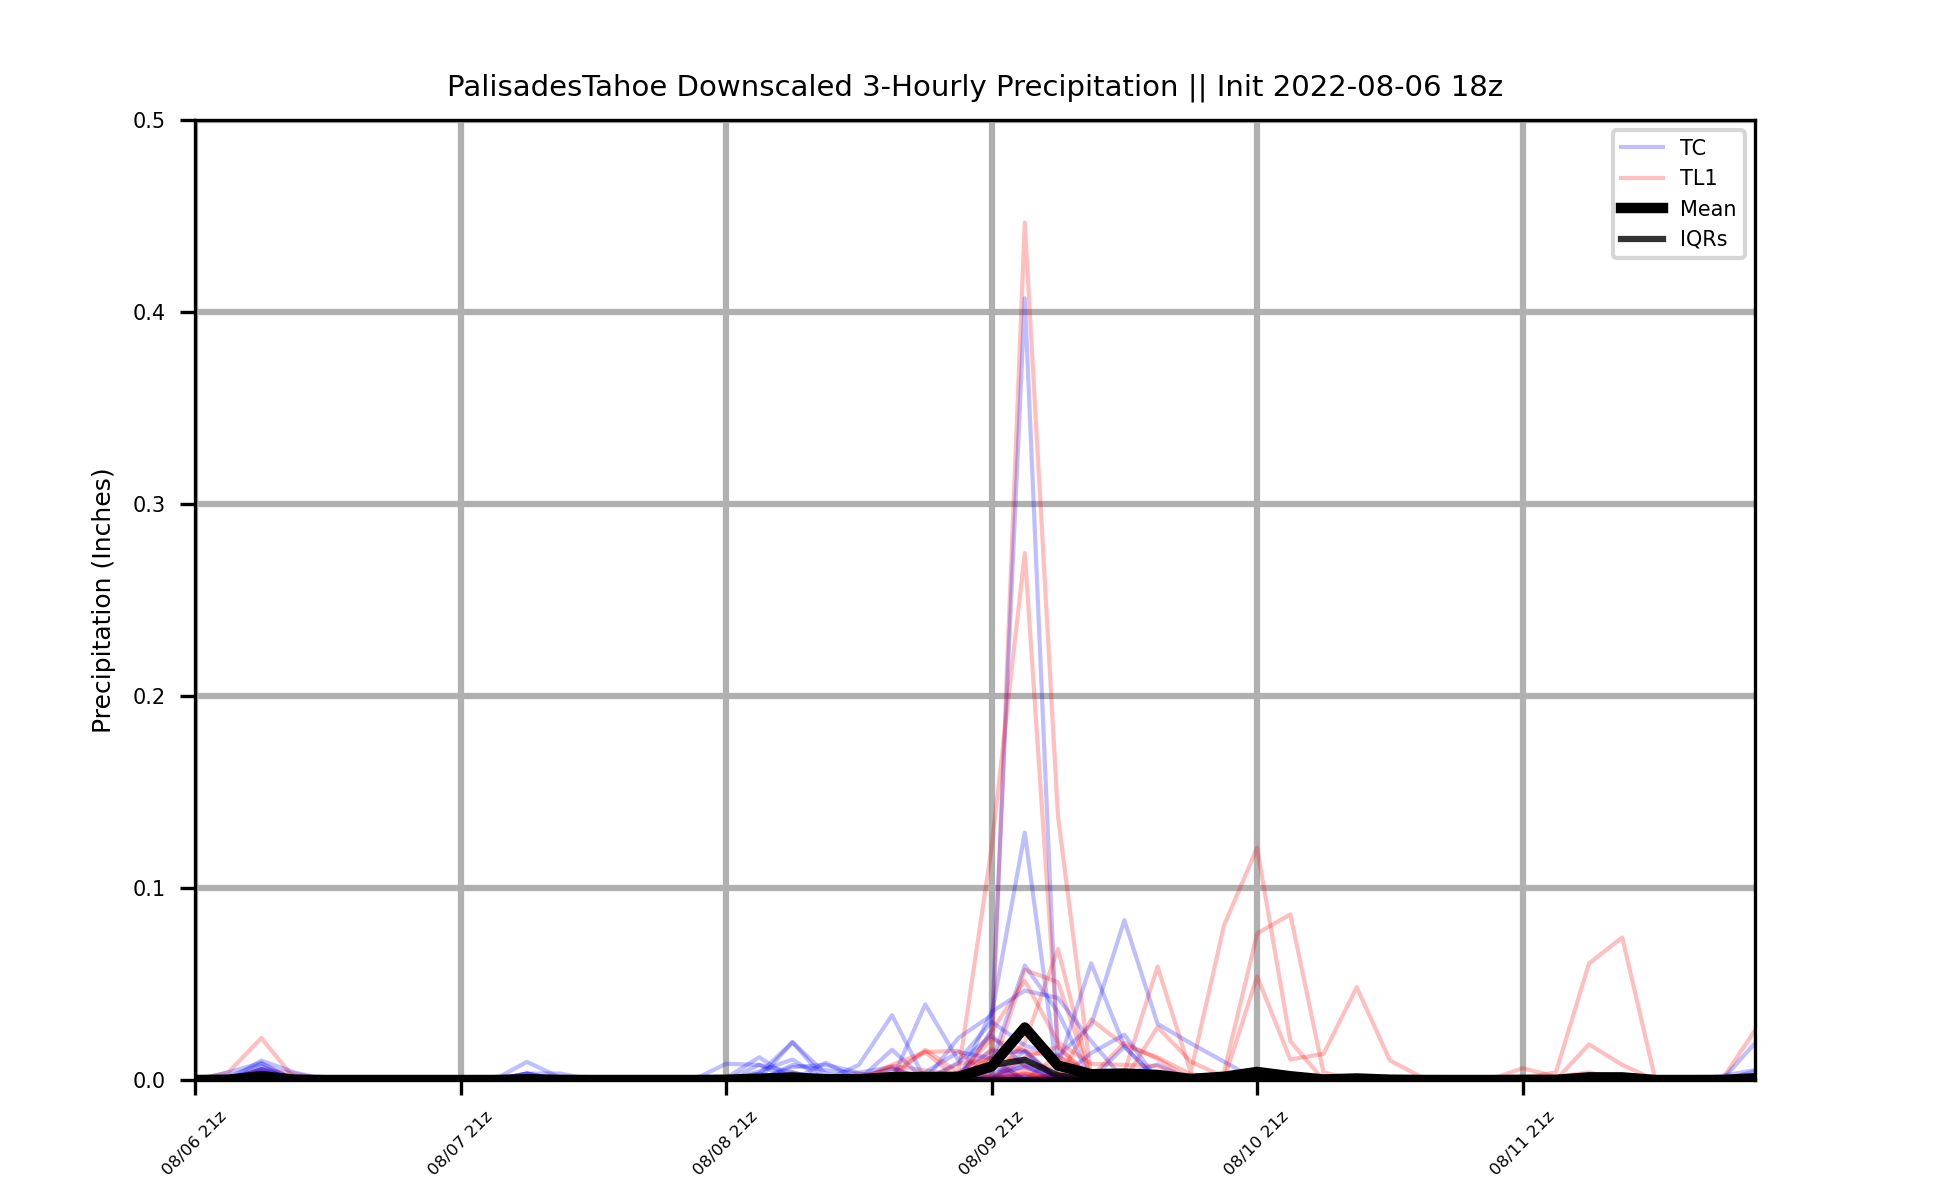 PalisadesTahoe Downscaled 3-Hourly Precipitation || Init 2022-08-06 18z
0.5
0.4
0.3
0.2
0.1
0.0
Precipitation (Inches)
TC
TL1
Mean
IQRs
08/06 21z
08/07 21z
08/08 21z
08/09 21z
08/10 21z
08/11 21z